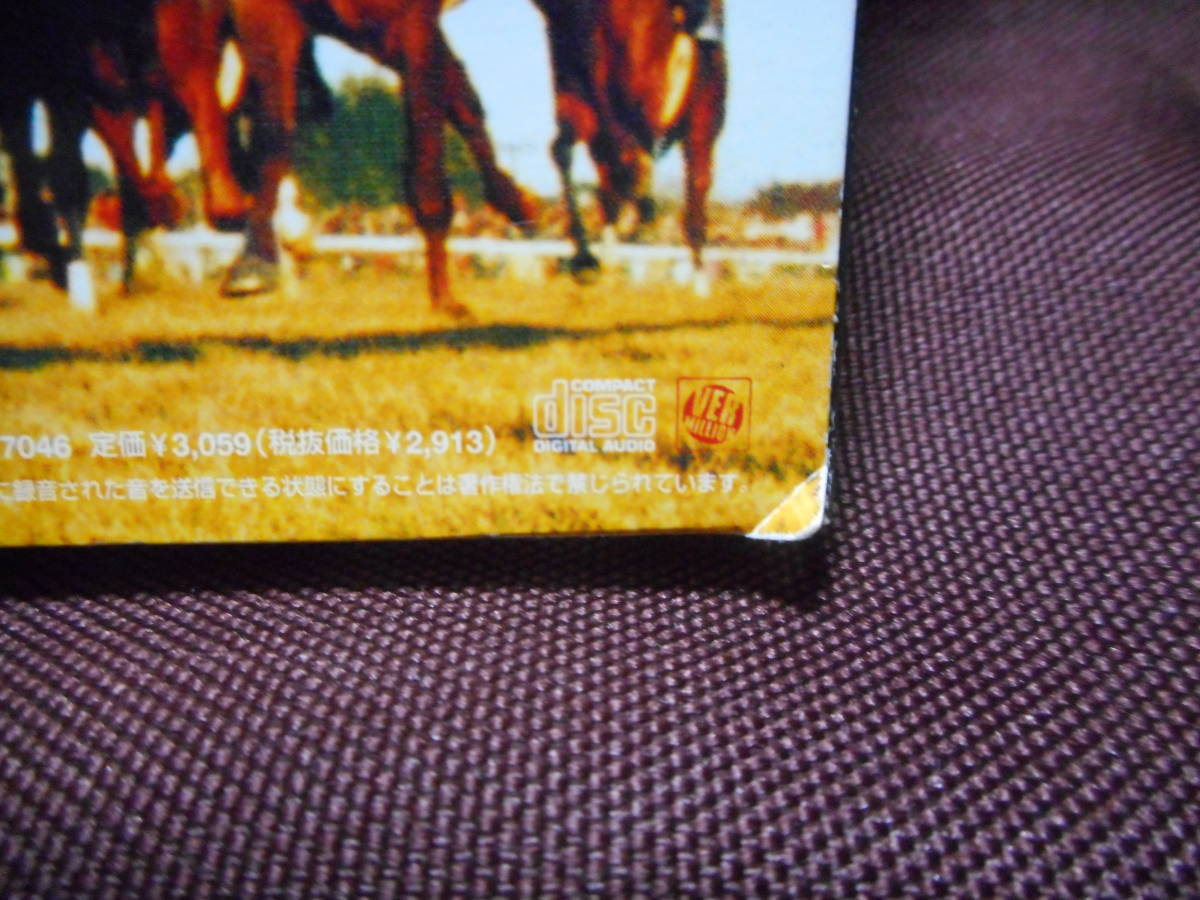 COMPACT
disc
DIGITAL AUDIO
VER
MILLIO
7046 定価￥3,059(税抜価格￥2,913)
に録音された音を送信できる状態にすることは著作権法で禁じられています。